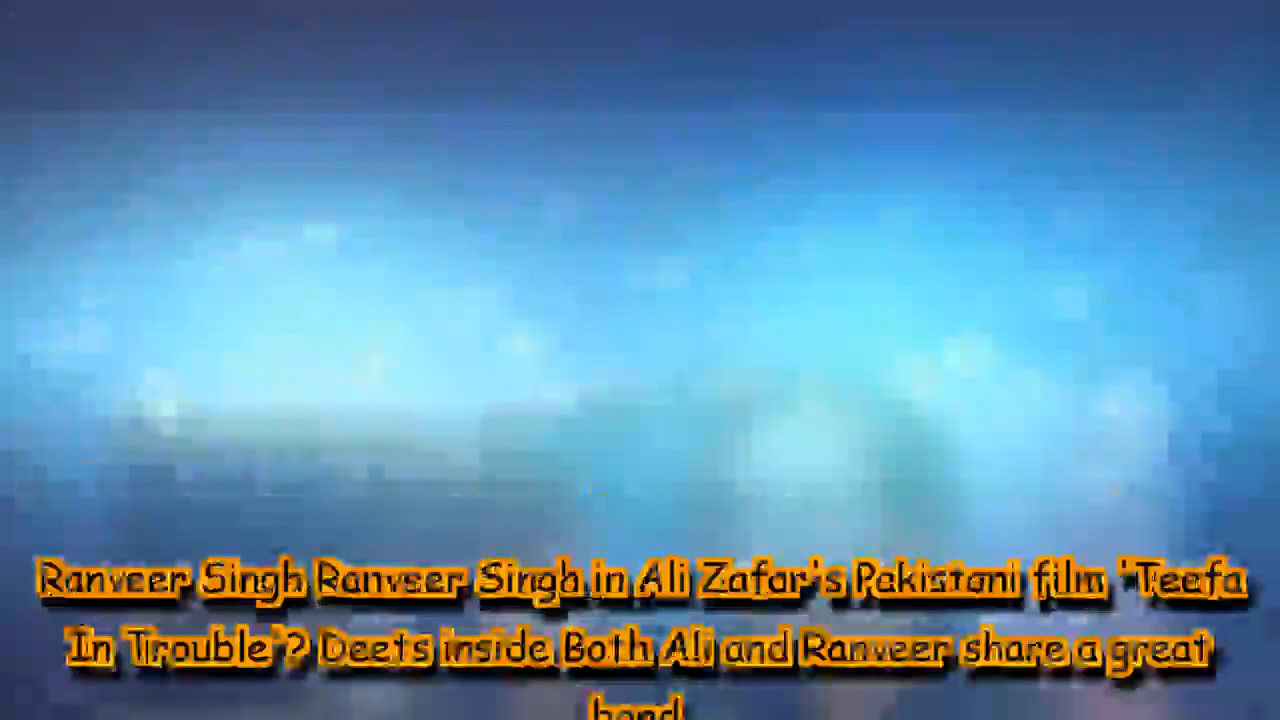 Ranveer Singh Ranveer Singh in Ali Zafar's Pakistani film 'Teefa
In Trouble'? Deets inside Both Ali and Ranveer share a great
bond